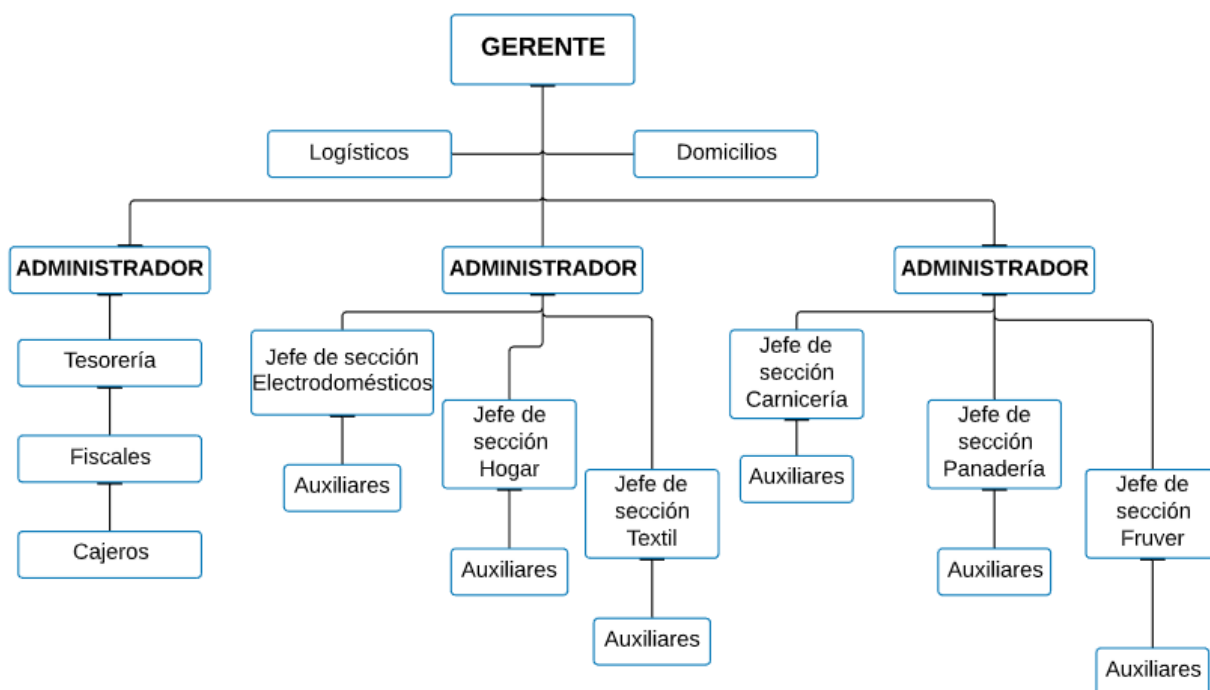 GERENTE
Logísticos
Domicilios
ADMINISTRADOR
ADMINISTRADOR
ADMINISTRADOR
Tesorería
Fiscales
Cajeros
Jefe de sección
Electrodomésticos
Auxiliares
Jefe de
sección
Hogar
Auxiliares
Jefe de
sección
Textil
Auxiliares
Jefe de
sección
Carnicería
Auxiliares
Jefe de
sección
Panadería
Auxiliares
Jefe de
sección
Fruver
Auxiliares